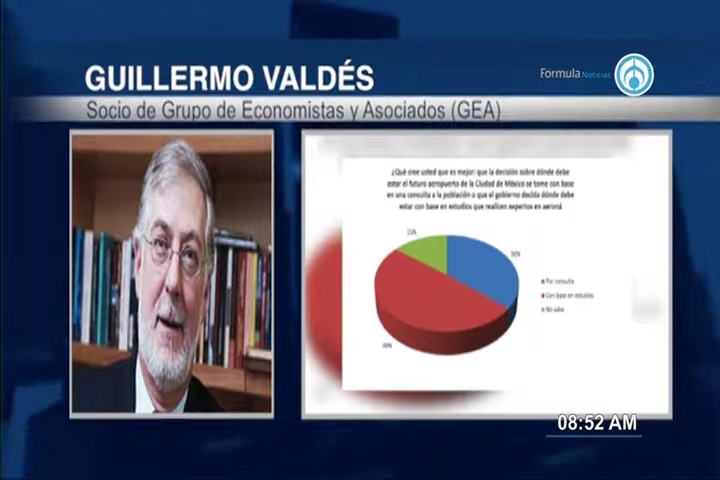 GUILLERMO VALDÉS
Fórmula Noticias
Socio de Grupo de Economistas y Asociados (GEA)
¿Qué cree usted que es mejor: que la decisión sobre dónde debe
estar el futuro aeropuerto de la Ciudad de México se tome con base
en una consulta a la población o que el gobierno decida dónde debe
estar con base en estudios que realicen expertos en aeroná
Por consulta
Con base en estudios
No sabe
08:52 AM